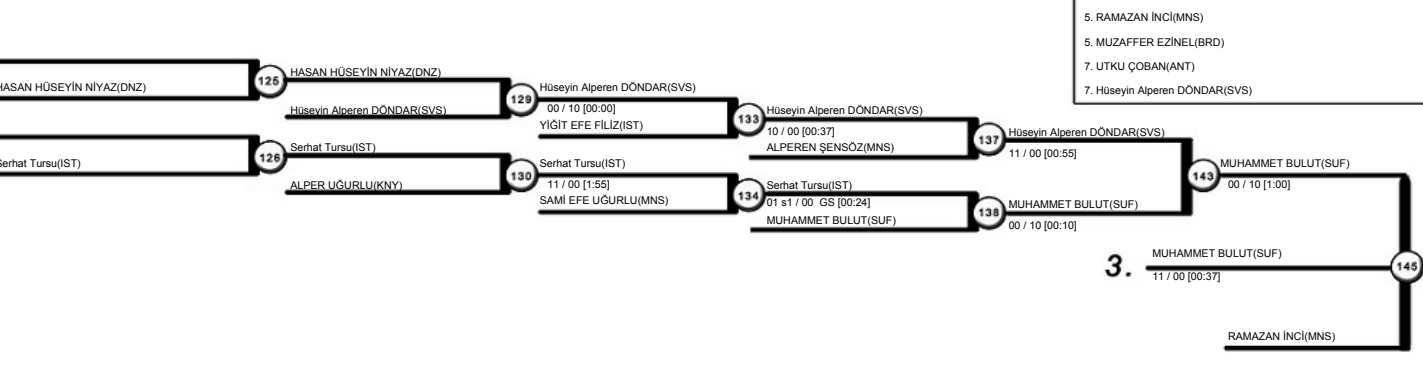 5. RAMAZAN İNCİ(MNS)
5. MUZAFFER EZİNEL(BRD)
7. UTKU ÇOBAN(ANT)
7. Hüseyin Alperen DÖNDAR(SVS)
HASAN HÜSEYİN NİYAZ(DNZ)
125
HASAN HÜSEYİN NİYAZ(DNZ)
Hüseyin Alperen DÖNDAR(SVS)
129
Hüseyin Alperen DÖNDAR(SVS)
00 / 10 [00:00]
YİĞİT EFE FİLİZ(IST)
133
Hüseyin Alperen DÖNDAR(SVS)
10 / 00 [00:37]
ALPEREN ŞENSÖZ(MNS)
137
Hüseyin Alperen DÖNDAR(SVS)
11 / 00 [00:55]
143
MUHAMMET BULUT(SUF)
00 / 10 [1:00]
Serhat Tursu(IST)
126
Serhat Tursu(IST)
ALPER UĞURLU(KNY)
130
Serhat Tursu(IST)
11 / 00 [1:55]
SAMİ EFE UĞURLU(MNS)
134
Serhat Tursu(IST)
01 s1 / 00 GS [00:24]
MUHAMMET BULUT(SUF)
138
MUHAMMET BULUT(SUF)
00 / 10 [00:10]
3.
MUHAMMET BULUT(SUF)
11 / 00 [00:37]
145
RAMAZAN İNCİ(MNS)